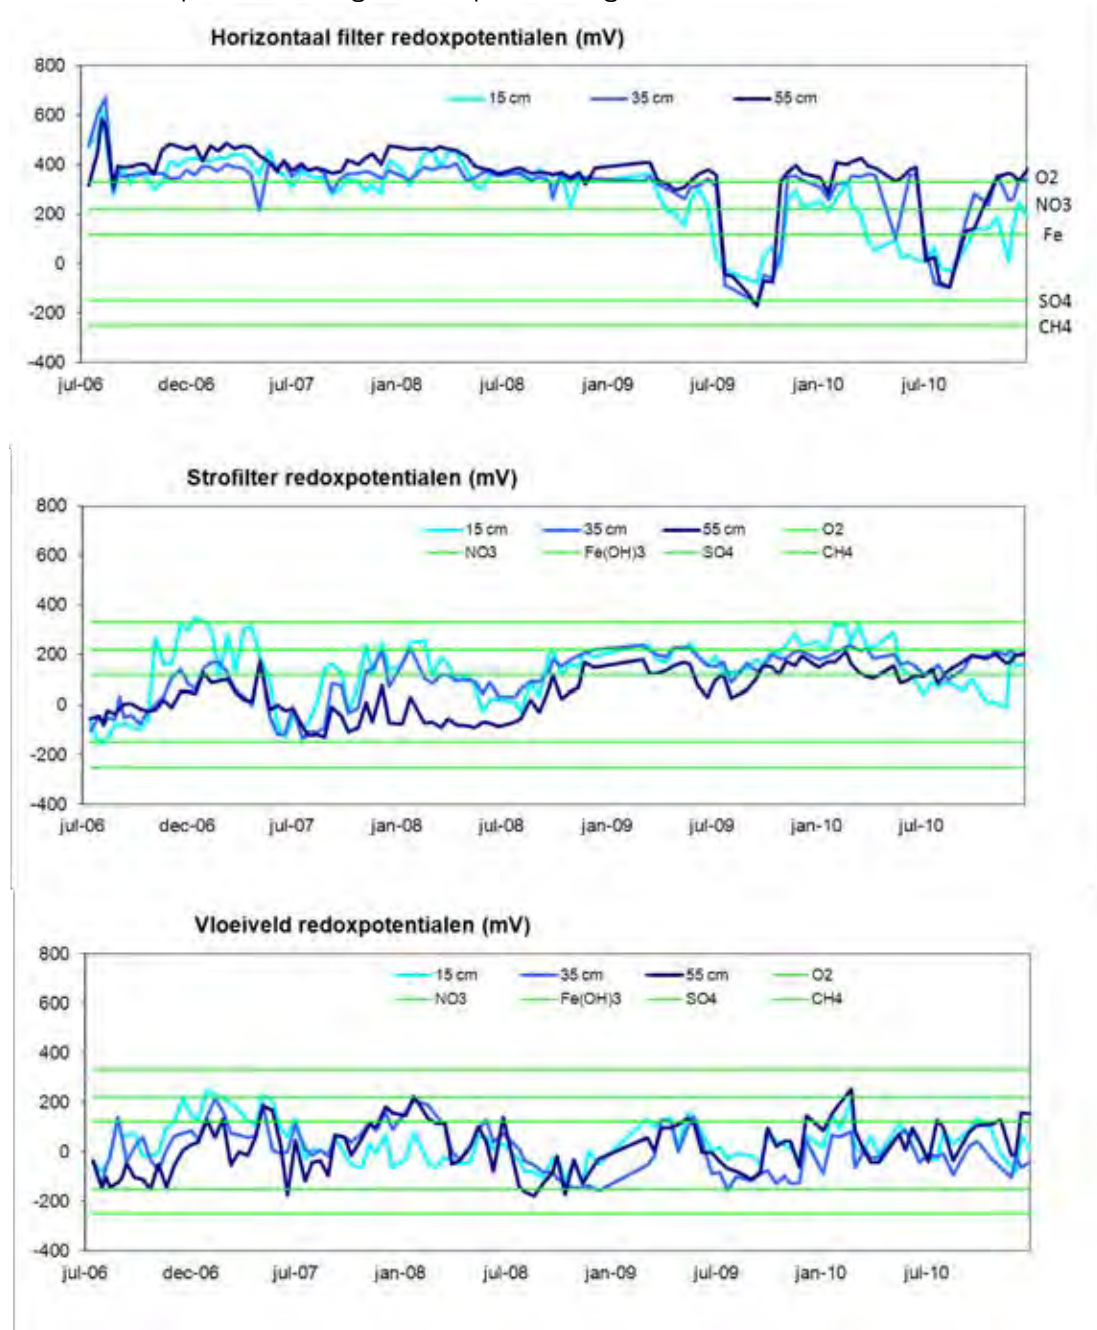 Horizontaal filter redoxpotentialen (mV)
800
15 cm 35 cm 55 cm
600
400
O2
200
NO3
Fe
0
SO4
-200
CH4
-400
jul-06 dec-06 jul-07 jan-08 jul-08 jan-09 jul-09 jan-10 jul-10
Strofilter redoxpotentialen (mV)
800
15 cm 35 cm 55 cm O2
NO3 Fe(OH)3 SO4 CH4
600
400
200
0
-200
-400
jul-06 dec-06 jul-07 jan-08 jul-08 jan-09 jul-09 jan-10 jul-10
Vloeiveld redoxpotentialen (mV)
800
15 cm 35 cm 55 cm O2
NO3 Fe(OH)3 SO4 CH4
600
400
200
0
-200
-400
jul-06 dec-06 jul-07 jan-08 jul-08 jan-09 jul-09 jan-10 jul-10